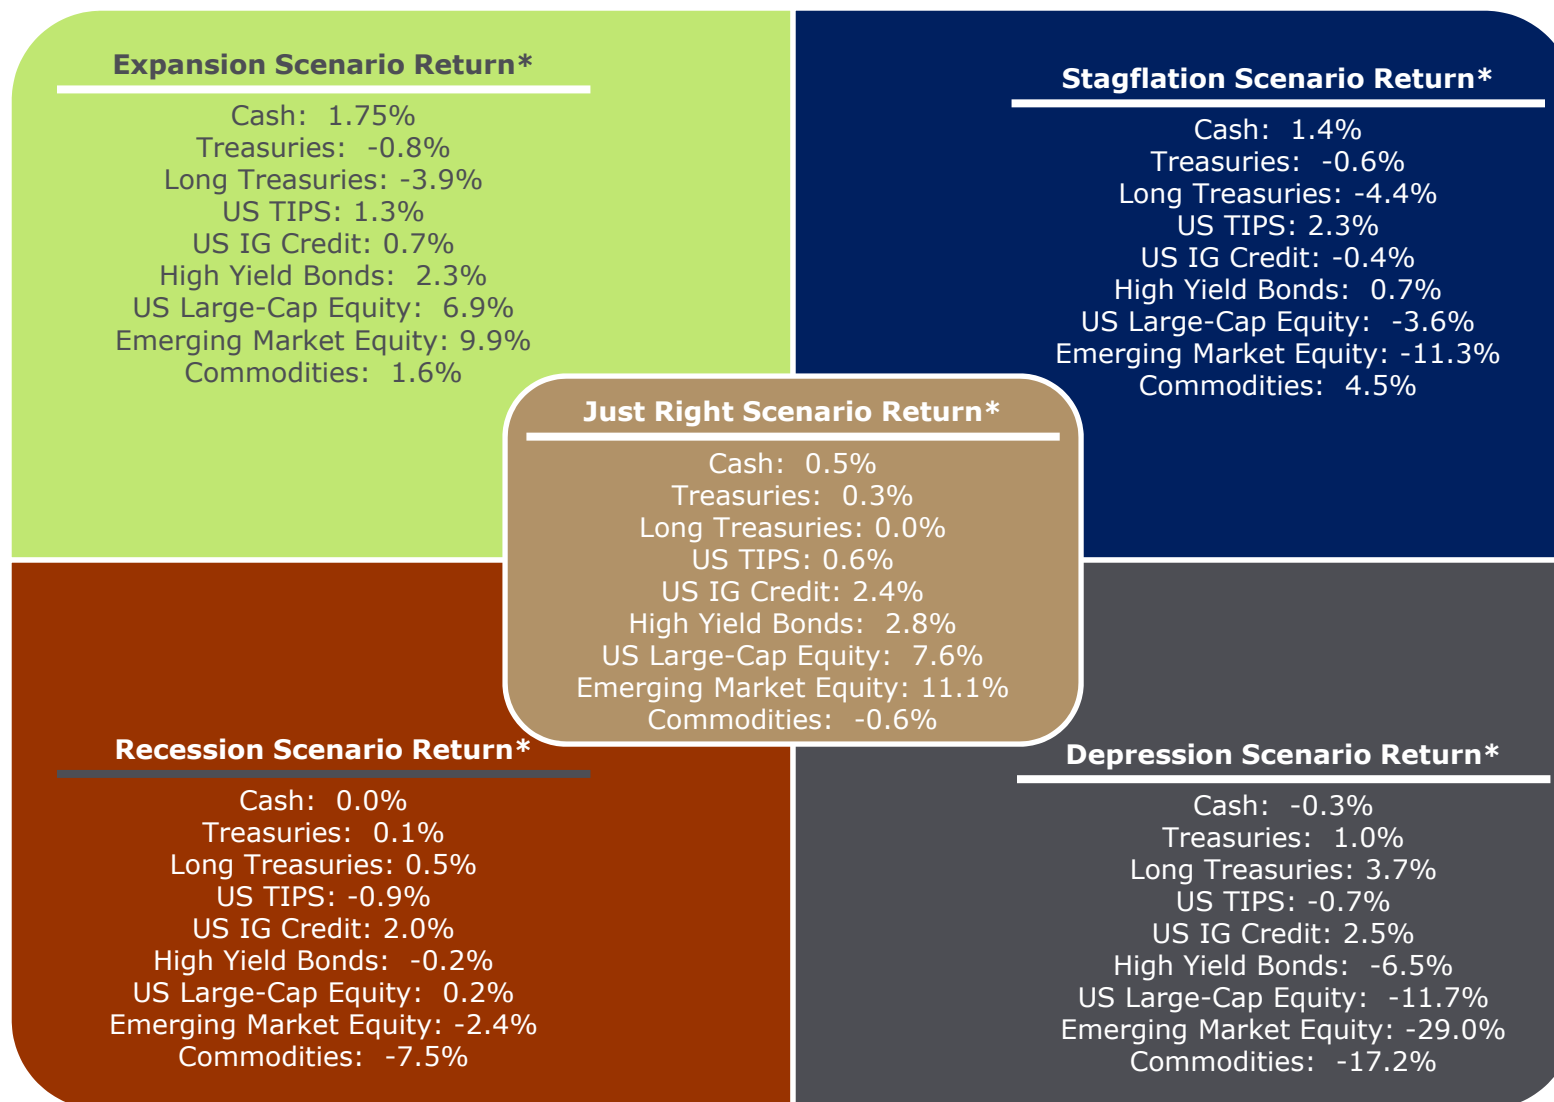 Expansion Scenario Return*
Cash: 1.75%
Treasuries: -0.8%
Long Treasuries: -3.9%
US TIPS: 1.3%
US IG Credit: 0.7%
High Yield Bonds: 2.3%
US Large-Cap Equity: 6.9%
Emerging Market Equity: 9.9%
Commodities: 1.6%
Stagflation Scenario Return*
Cash: 1.4%
Treasuries: -0.6%
Long Treasuries: -4.4%
US TIPS: 2.3%
US IG Credit: -0.4%
High Yield Bonds: 0.7%
US Large-Cap Equity: -3.6%
Emerging Market Equity: -11.3%
Commodities: 4.5%
Just Right Scenario Return*
Cash: 0.5%
Treasuries: 0.3%
Long Treasuries: 0.0%
US TIPS: 0.6%
US IG Credit: 2.4%
High Yield Bonds: 2.8%
US Large-Cap Equity: 7.6%
Emerging Market Equity: 11.1%
Commodities: -0.6%
Recession Scenario Return*
Cash: 0.0%
Treasuries: 0.1%
Long Treasuries: 0.5%
US TIPS: -0.9%
US IG Credit: 2.0%
High Yield Bonds: -0.2%
US Large-Cap Equity: 0.2%
Emerging Market Equity: -2.4%
Commodities: -7.5%
Depression Scenario Return*
Cash: -0.3%
Treasuries: 1.0%
Long Treasuries: 3.7%
US TIPS: -0.7%
US IG Credit: 2.5%
High Yield Bonds: -6.5%
US Large-Cap Equity: -11.7%
Emerging Market Equity: -29.0%
Commodities: -17.2%